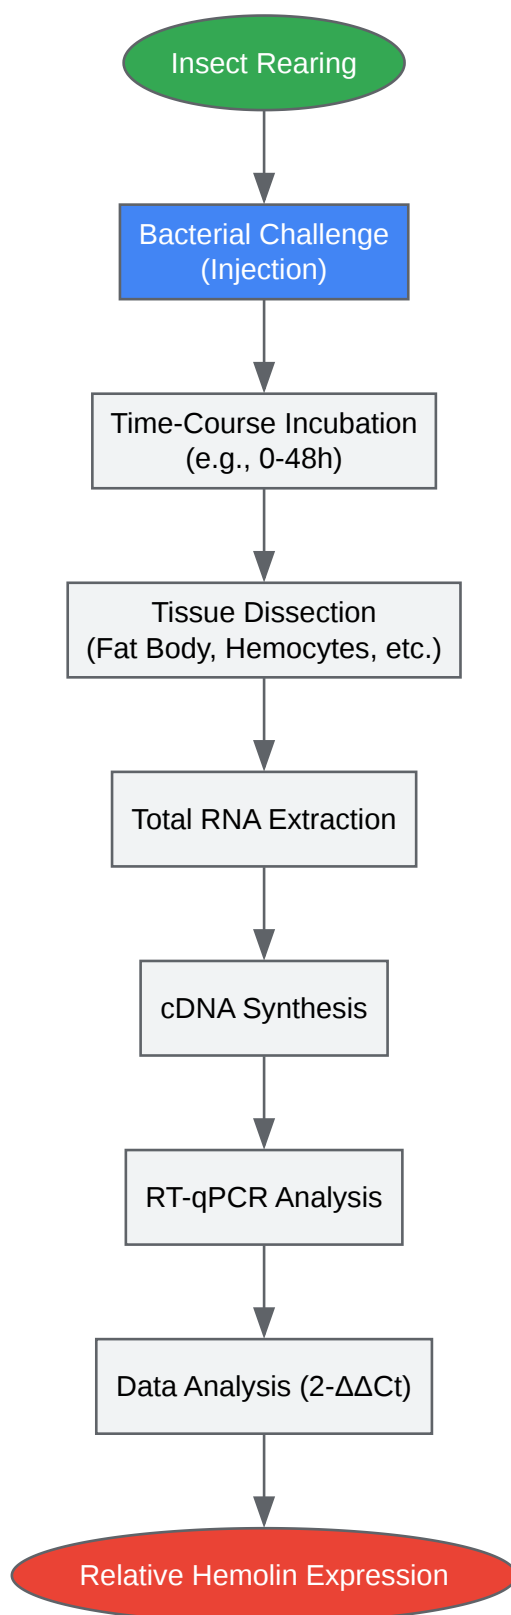 Insect Rearing
Bacterial Challenge
(Injection)
Time-Course Incubation
(e.g., 0-48h)
Tissue Dissection
(Fat Body, Hemocytes, etc.)
Total RNA Extraction
cDNA Synthesis
RT-qPCR Analysis
Data Analysis (2-ΔΔCt)
Relative Hemolin Expression